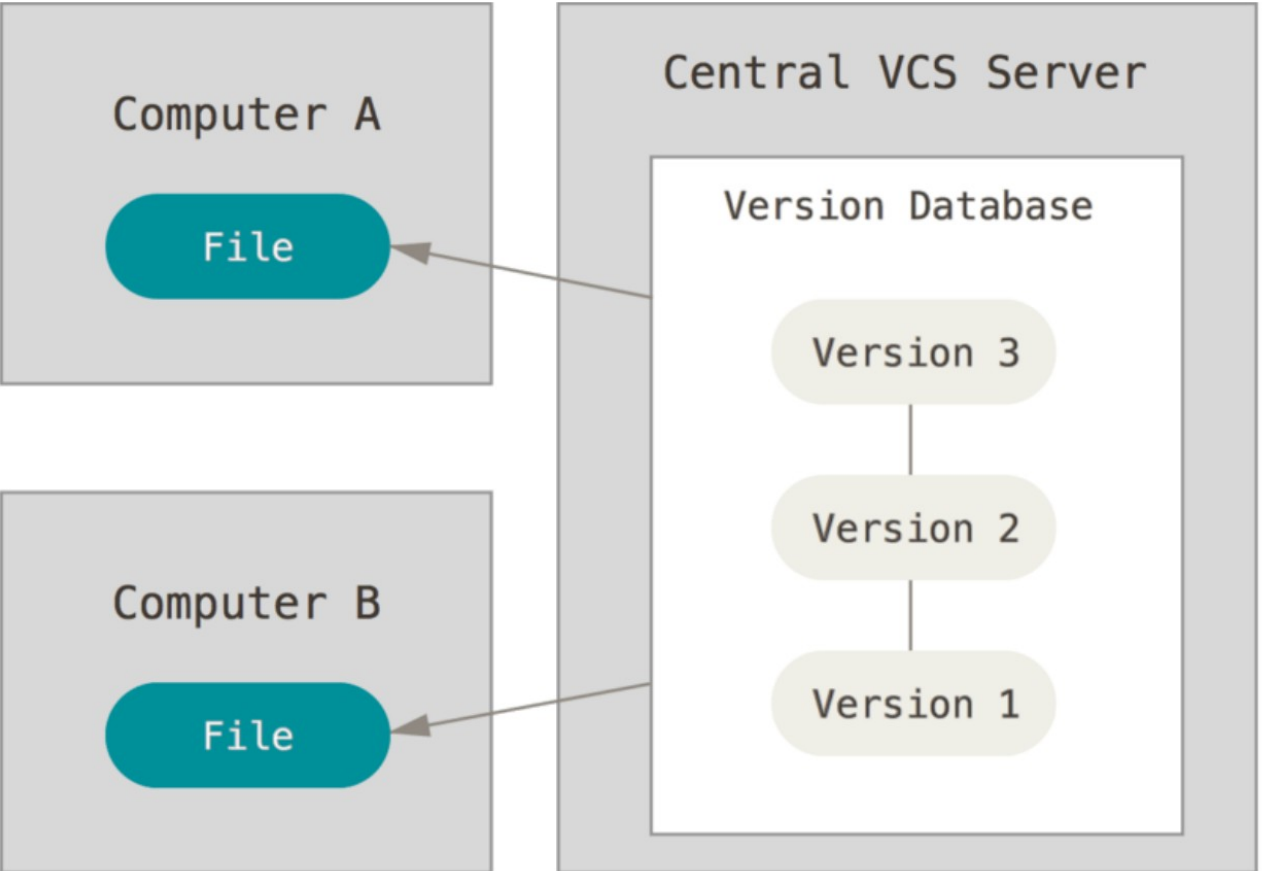 Computer A
File
Computer B
File
Central VCS Server
Version Database
Version 3
Version 2
Version 1